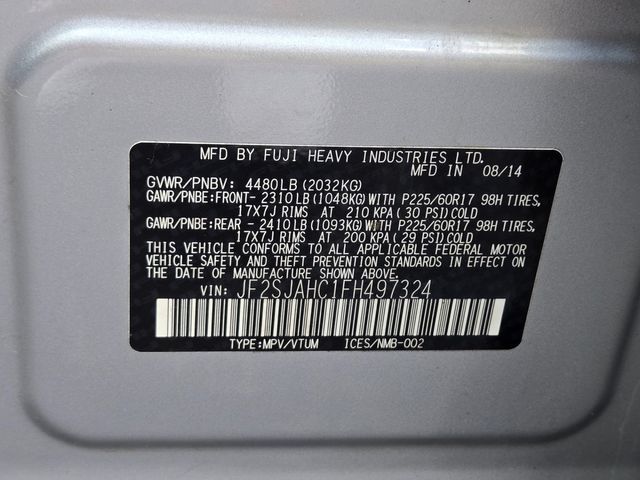 MFD BY FUJI HEAVY INDUSTRIES LTD.
MFD IN 08/14
GVWR/PNBV: 4480LB (2032KG)
GAWR/PNBE:FRONT- 2310LB (1048KG) WITH P225/60R17 98H TIRES,
17X7J RIMS AT 210 KPA (30 PSI) COLD
GAWR/PNBE:REAR - 2410LB (1093KG) WITH P225/60R17 98H TIRES,
17X7J RIMS AT 200 KPA (29 PSI) COLD
THIS VEHICLE CONFORMS TO ALL APPLICABLE FEDERAL MOTOR
VEHICLE SAFETY AND THEFT PREVENTION STANDARDS IN EFFECT ON
THE DATE OF MANUFACTURE SHOWN ABOVE.
VIN: JF2SJAHC1FH497324
TYPE:MPV/VTUM ICES/NMB-002